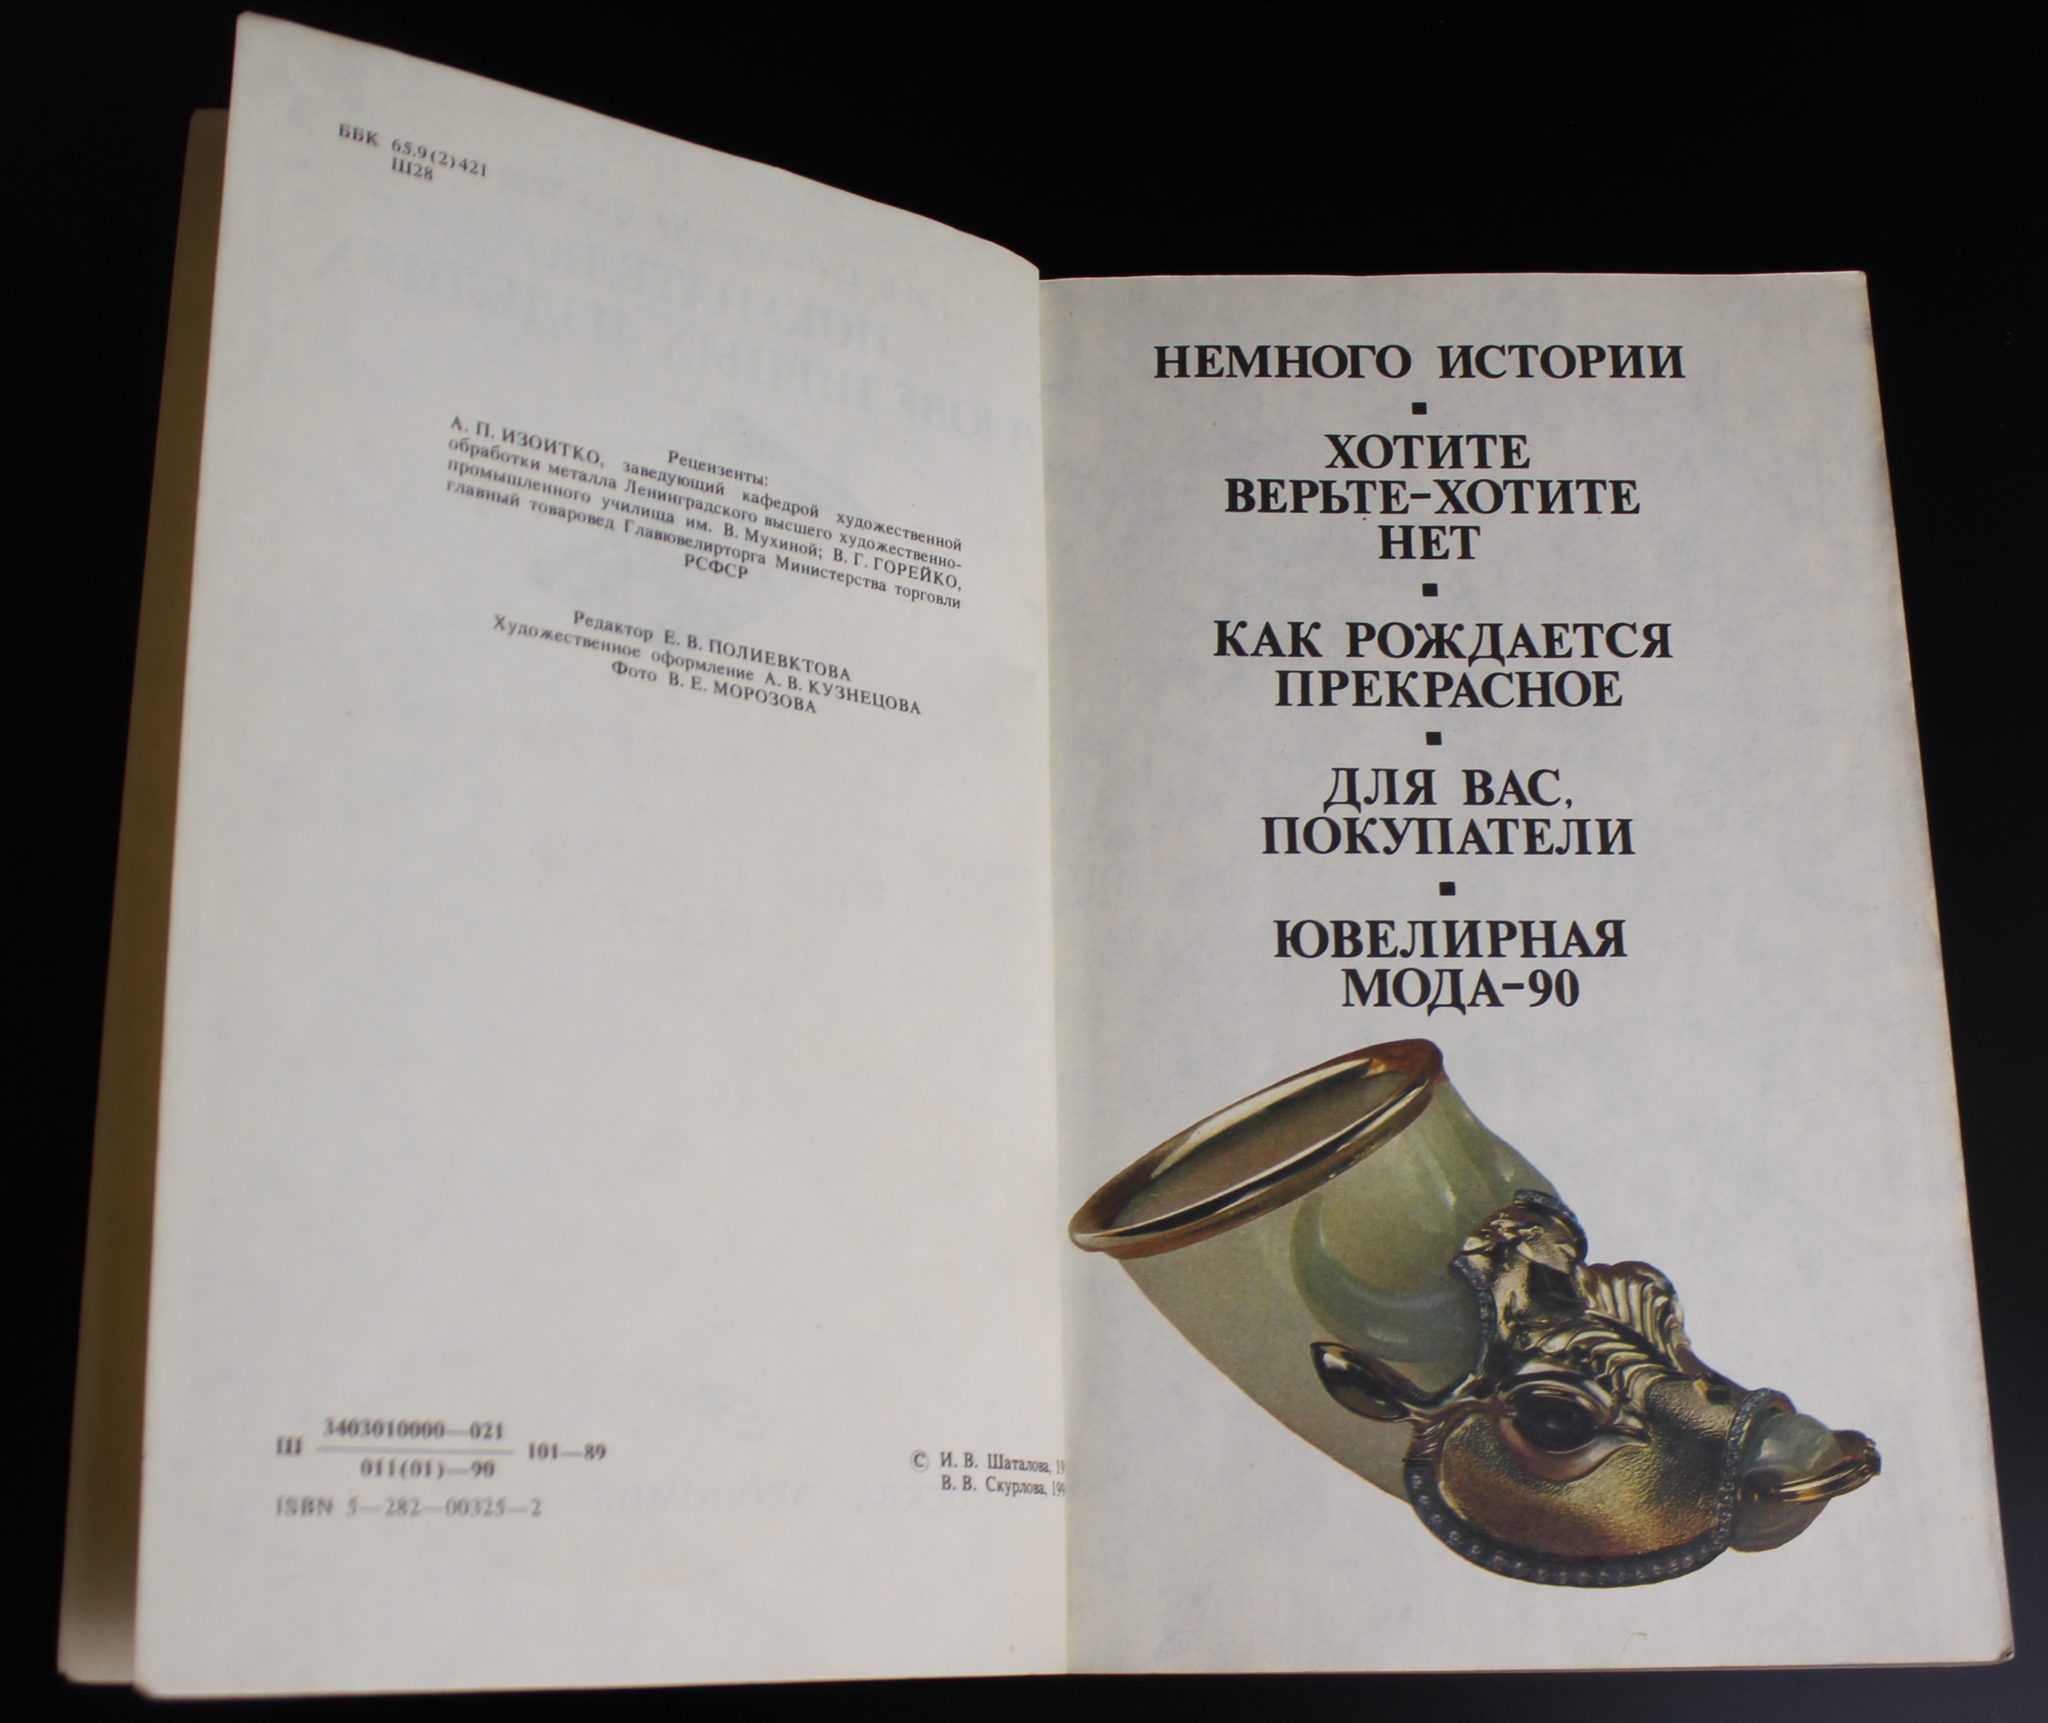 ББК 65.9(2)421
Ш28
Рецензенты:
А. П. ИЗОИТКО, заведующий кафедрой художественной
обработки металла Ленинградского высшего художественно-
промышленного училища им. В. Мухиной; В. Г. ГОРЕЙКО,
главный товаровед Главювелирторга Министерства торговли
РСФСР
Редактор Е. В. ПОЛИЕВКТОВА
Художественное оформление А. В. КУЗНЕЦОВА
Фото В. Е. МОРОЗОВА
Ш 3403010000—021
011(01)—90 101—89
ISBN 5—282—00325—2
© И. В. Шаталова,
В. В. Скурлова,
НЕМНОГО ИСТОРИИ
ХОТИТЕ
ВЕРЬТЕ-ХОТИТЕ
НЕТ
КАК РОЖДАЕТСЯ
ПРЕКРАСНОЕ
ДЛЯ ВАС,
ПОКУПАТЕЛИ
ЮВЕЛИРНАЯ
МОДА-90